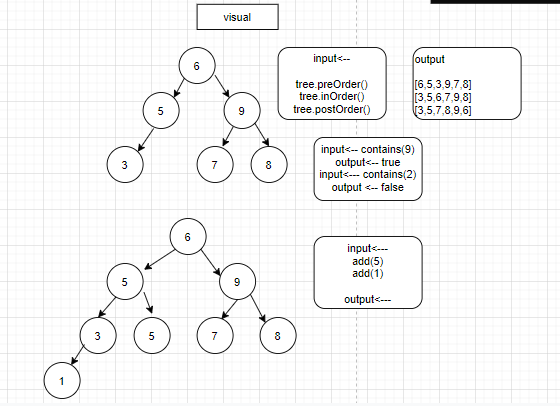 visual
6
5
9
3
7
8
input<--
tree.preOrder()
tree.inOrder()
tree.postOrder()
output
[6,5,3,9,7,8]
[3,5,6,7,9,8]
[3,5,7,8,9,6]
input<-- contains(9)
output<-- true
input<--- contains(2)
output <-- false
6
5
9
3
5
7
8
1
input<---
add(5)
add(1)
output<---